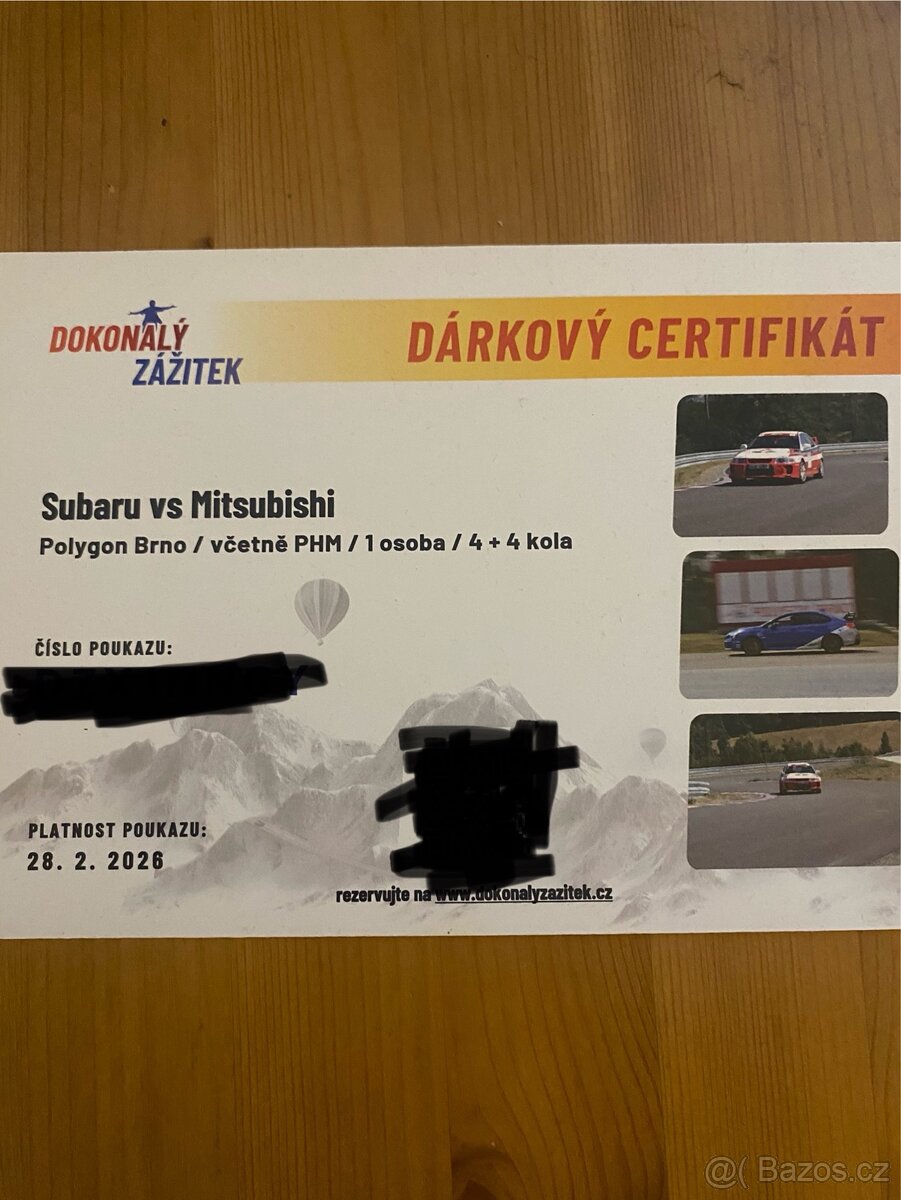 DOKONALÝ
ZÁŽITEK
DÁRKOVÝ CERTIFIKÁT
Subaru vs Mitsubishi
Polygon Brno / včetně PHM / 1 osoba / 4 + 4 kola
ČÍSLO POUKAZU:
PLATNOST POUKAZU:
28. 2. 2026
rezervujte na www.dokonalyzazitek.cz
@( Bazos.cz